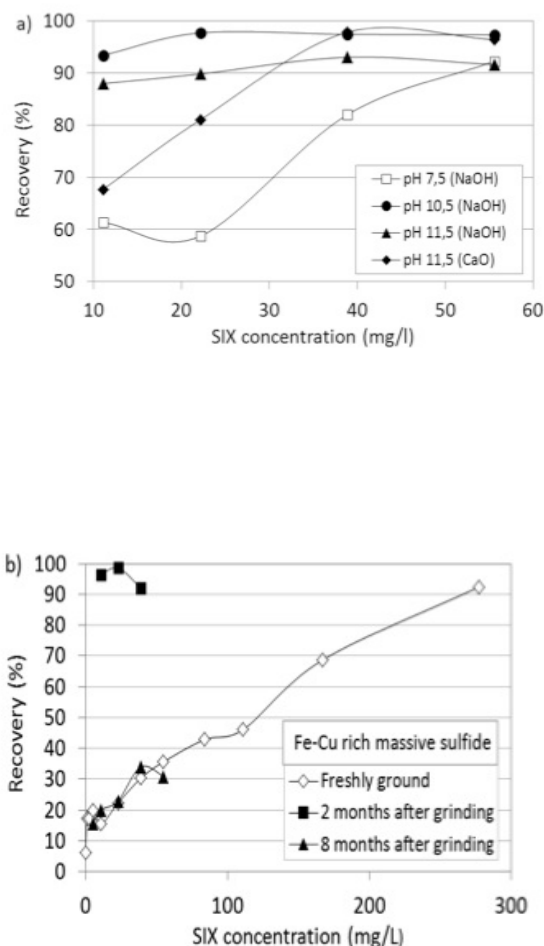 a)
100
90
80
70
60
50
Recovery (%)
pH 7,5 (NaOH)
pH 10,5 (NaOH)
pH 11,5 (NaOH)
pH 11,5 (CaO)
10 20 30 40 50 60
SIX concentration (mg/l)
b)
100
90
80
70
60
50
40
30
20
10
0
Recovery (%)
Fe-Cu rich massive sulfide
Freshly ground
2 months after grinding
8 months after grinding
0 100 200 300
SIX concentration (mg/L)